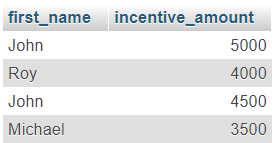 first_name incentive_amount
John 5000
Roy 4000
John 4500
Michael 3500